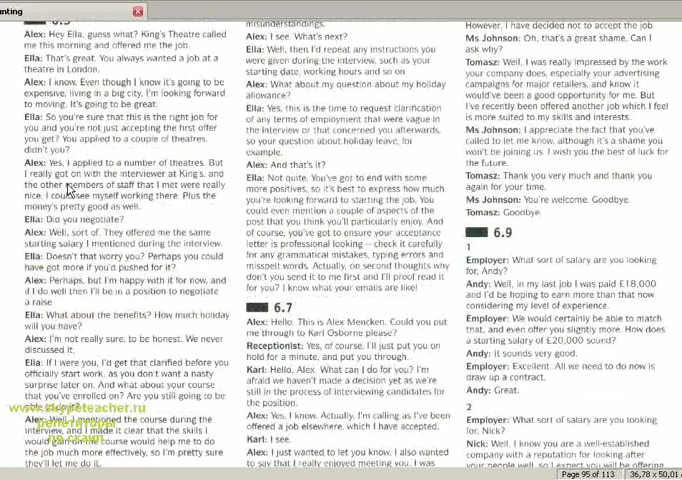 nting
6.5
Alex: Hey Ella, guess what? King's Theatre called
me this morning and offered me the job.
Ella: That's great. You always wanted a job at a
theatre in London.
Alex: I know. Even though I know it's going to be
expensive, living in a big city, I'm looking forward
to moving. It's going to be great.
Ella: So you're sure that this is the right job for
you and you're not just accepting the first offer
you get? You applied to a couple of theatres,
didn't you?
Alex: Yes, I applied to a number of theatres. But
I really got on with the interviewer at King's, and
the other members of staff that I met were really
nice. I could see myself working there. Plus the
money's pretty good as well.
Ella: Did you negotiate?
Alex: Well, sort of. They offered me the same
starting salary I mentioned during the interview.
Ella: Doesn't that worry you? Perhaps you could
have got more if you'd pushed for it?
Alex: Perhaps, but I'm happy with it for now, and
if I do well then I'll be in a position to negotiate
a raise.
Ella: What about the benefits? How much holiday
will you have?
Alex: I'm not really sure, to be honest. We never
discussed it.
Ella: If I were you, I'd get that clarified before you
officially start work, as you don't want a nasty
surprise later on. And what about your course
that you've enrolled on? Are you still going to be
www.skypeteacher.ru
репетиторы
по скайп
Alex: Well, I mentioned the course during the
interview, and I made it clear that the skills I
would gain on the course would help me to do
the job much more effectively, so I'm pretty sure
they'll let me do it.
misunderstandings.
Alex: I see. What's next?
Ella: Well, then I'd repeat any instructions you
were given during the interview, such as your
starting date, working hours and so on
Alex: What about my question about my holiday
allowance?
Ella: Yes, this is the time to request clarification
of any terms of employment that were vague in
the interview or that concerned you afterwards,
so your question about holiday leave, for
example.
Alex: And that's it?
Ella: Not quite. You've got to end with some
more positives, so it's best to express how much
you're looking forward to starting the job. You
could even mention a couple of aspects of the
post that you think you'll particularly enjoy. And
of course, you've got to ensure your acceptance
letter is professional looking – check it carefully
for any grammatical mistakes, typing errors and
misspelt words. Actually, on second thoughts why
don't you send it to me first and I'll proof read it
for you? I know what your emails are like!
6.7
Alex: Hello. This is Alex Mencken. Could you put
me through to Karl Osborne please?
Receptionist: Yes, of course. I'll just put you on
hold for a minute, and put you through.
Karl: Hello, Alex. What can I do for you? I'm
afraid we haven't made a decision yet as we're
still in the process of interviewing candidates for
the position.
Alex: Yes, I know. Actually, I'm calling as I've been
offered a job elsewhere, which I have accepted.
Karl: I see.
Alex: I just wanted to let you know. I also wanted
to say that I really enjoyed meeting you. I was
However, I have decided not to accept the job.
Ms Johnson: Oh, that's a great shame. Can I
ask why?
Tomasz: Well, I was really impressed by the work
your company does, especially your advertising
campaigns for major retailers, and know it
would've been a good opportunity for me. But
I've recently been offered another job which I feel
is more suited to my skills and interests.
Ms Johnson: I appreciate the fact that you've
called to let me know, although it's a shame you
won't be joining us. I wish you the best of luck for
the future.
Tomasz: Thank you very much and thank you
again for your time.
Ms Johnson: You're welcome. Goodbye.
Tomasz: Goodbye.
6.9
1
Employer: What sort of salary are you looking
for, Andy?
Andy: Well, in my last job I was paid £18,000
and I'd be hoping to earn more than that now
considering my level of experience.
Employer: We would certainly be able to match
that, and even offer you slightly more. How does
a starting salary of £20,000 sound?
Andy: It sounds very good.
Employer: Excellent. All we need to do now is
draw up a contract.
Andy: Great.
2
Employer: What sort of salary are you looking
for, Nick?
Nick: Well, I know you are a well-established
company with a reputation for looking after
your people well, so I expect you will be offering
Page 95 of 113
36,78 x 50,01